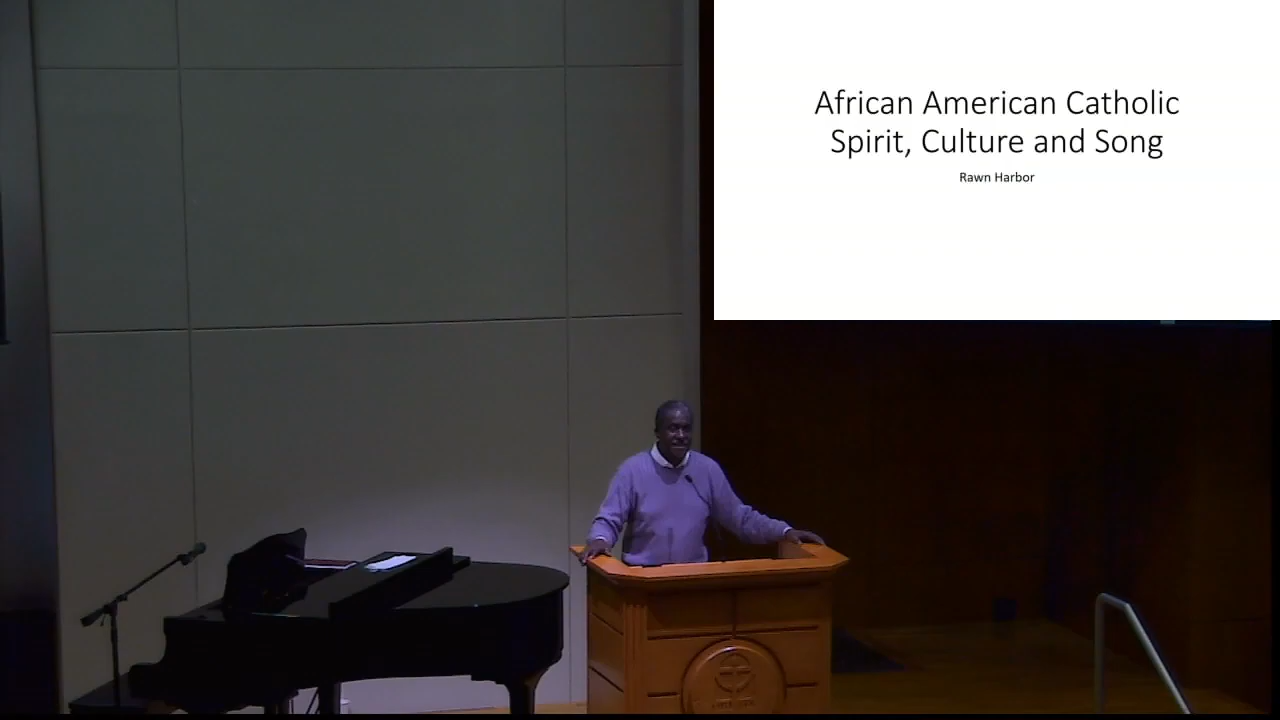 African American Catholic
Spirit, Culture and Song
Rawn Harbor